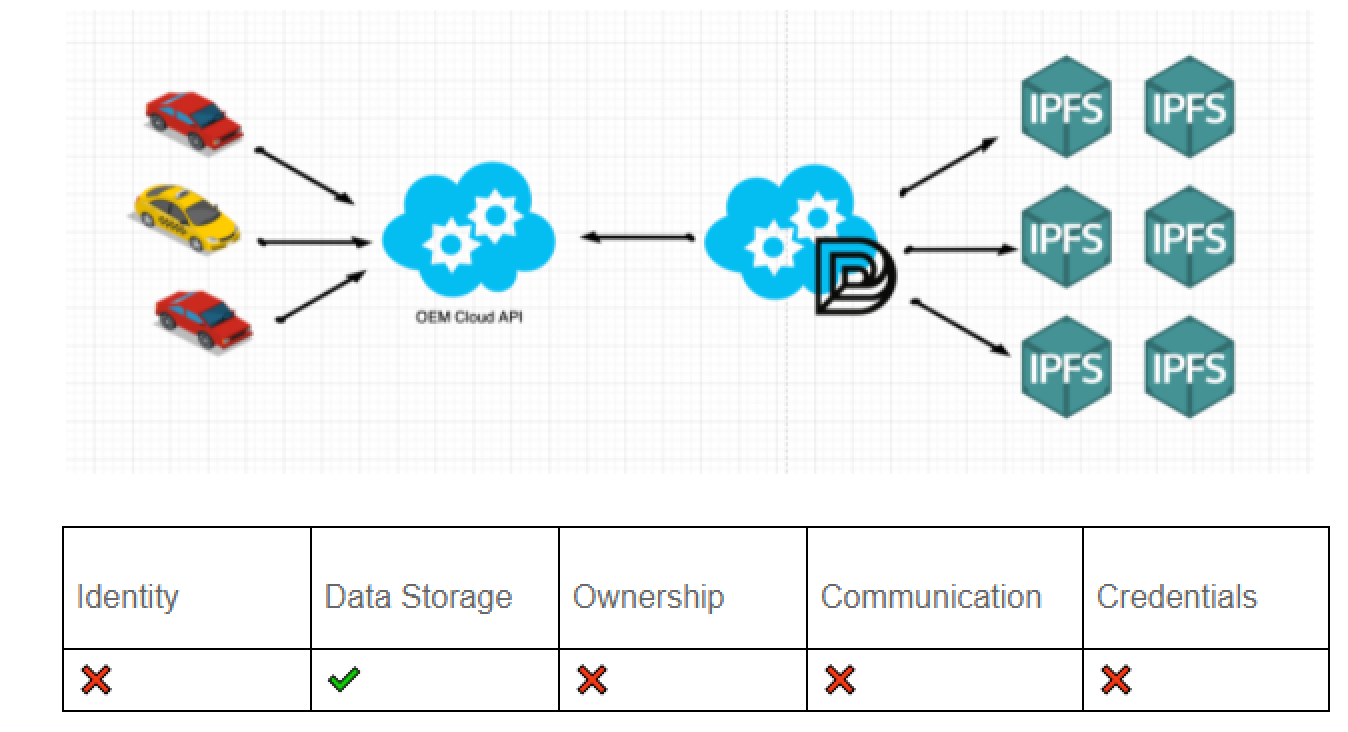 IPFS IPFS
IPFS IPFS
OEM Cloud API
IPFS IPFS
Identity Data Storage Ownership Communication Credentials